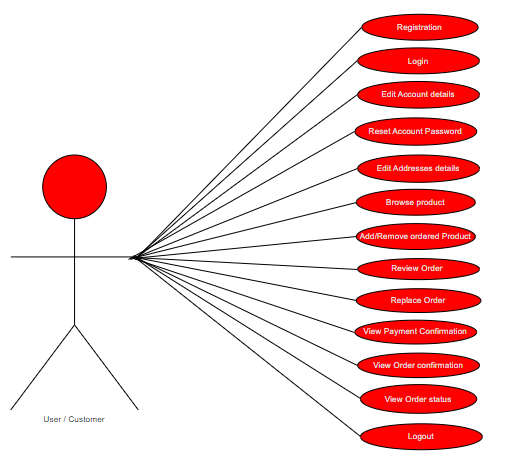 Registration
Login
Edit Account details
Reset Account Password
Edit Addresses details
Browse product
Add/Remove ordered Product
Review Order
Replace Order
View Payment Confirmation
View Order confirmation
View Order status
User / Customer
Logout